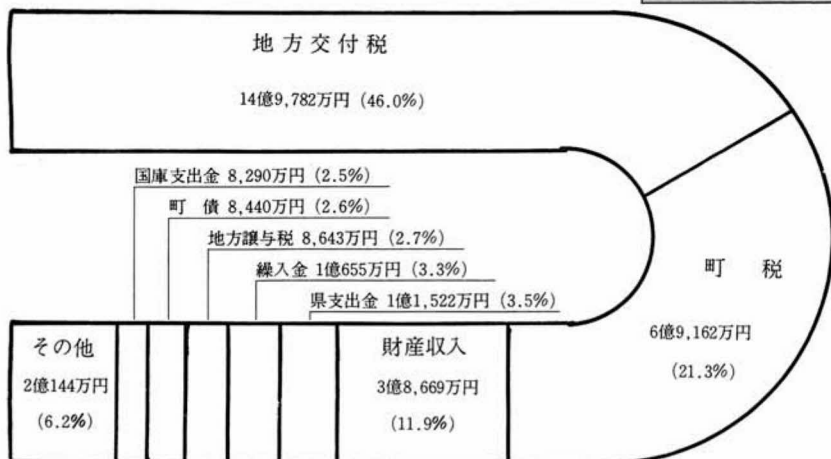 地方交付税
14億9,782万円 (46.0%)
国庫支出金 8,290万円 (2.5%)
町 債 8,440万円 (2.6%)
地方譲与税 8,643万円 (2.7%)
繰入金 1億655万円 (3.3%)
県支出金 1億1,522万円 (3.5%)
町 税
6億9,162万円
(21.3%)
その他
2億144万円
(6.2%)
財産収入
3億8,669万円
(11.9%)